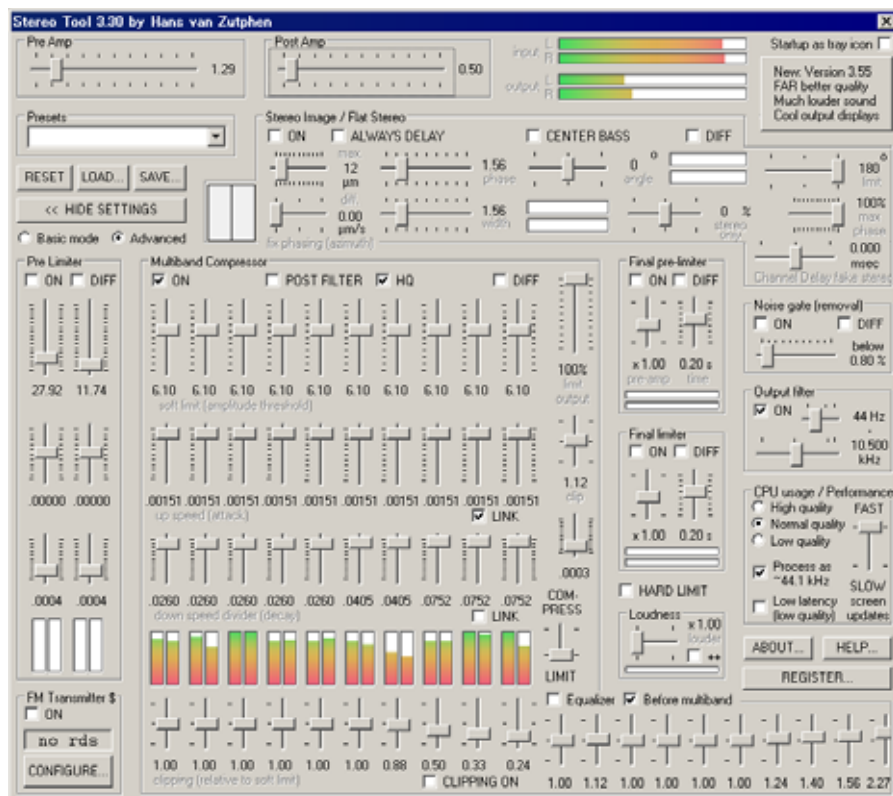 Stereo Tool 3.30 by Hans van Zutphen
Pre Amp
1.29
Post Amp
0.50
input L
R
output L
R
Startup as tray icon
New: Version 3.55
FAR better quality
Much louder sound
Cool output displays
Presets
RESET LOAD... SAVE...
<< HIDE SETTINGS
Basic mode Advanced
Stereo Image / Flat Stereo
ON ALWAYS DELAY CENTER BASS DIFF
max.
12
µm
1.56
phase
0 °
angle
180°
limit
diff.
0.00
µm/s
1.56
width
0 %
stereo
only
100%
max
phase
fix phasing (azimuth)
0.000
msec
Channel Delay fake stereo
Pre Limiter
ON DIFF
27.92 11.74
.00000 .00000
.0004 .0004
FM Transmitter $
ON
no rds
CONFIGURE...
Multiband Compressor
ON POST FILTER HQ DIFF
6.10 6.10 6.10 6.10 6.10 6.10 6.10 6.10 6.10
soft limit (amplitude threshold)
.00151 .00151 .00151 .00151 .00151 .00151 .00151 .00151 .00151
up speed (attack)
LINK
.0260 .0260 .0260 .0260 .0260 .0405 .0405 .0752 .0752 .0752
down speed divider (decay)
LINK
1.00 1.00 1.00 1.00 1.00 0.88 0.50 0.33 0.24
clipping (relative to soft limit)
CLIPPING ON
100%
limit
output
1.12
clip
.0003
COM-
PRESS
LIMIT
Final pre-limiter
ON DIFF
x1.00 0.20 s
pre-amp time
Final limiter
ON DIFF
x1.00 0.20 s
HARD LIMIT
Loudness
x1.00
louder
++
Noise gate (removal)
ON DIFF
below
0.80 %
Output filter
ON
44 Hz
-
10.500
kHz
CPU usage / Performance
High quality
Normal quality
Low quality
Process as
~44.1 kHz
Low latency
(low quality)
FAST
SLOW
screen
updates
ABOUT... HELP...
REGISTER...
Equalizer Before multiband
1.00 1.12 1.00 1.00 1.00 1.00 1.24 1.40 1.56 2.27